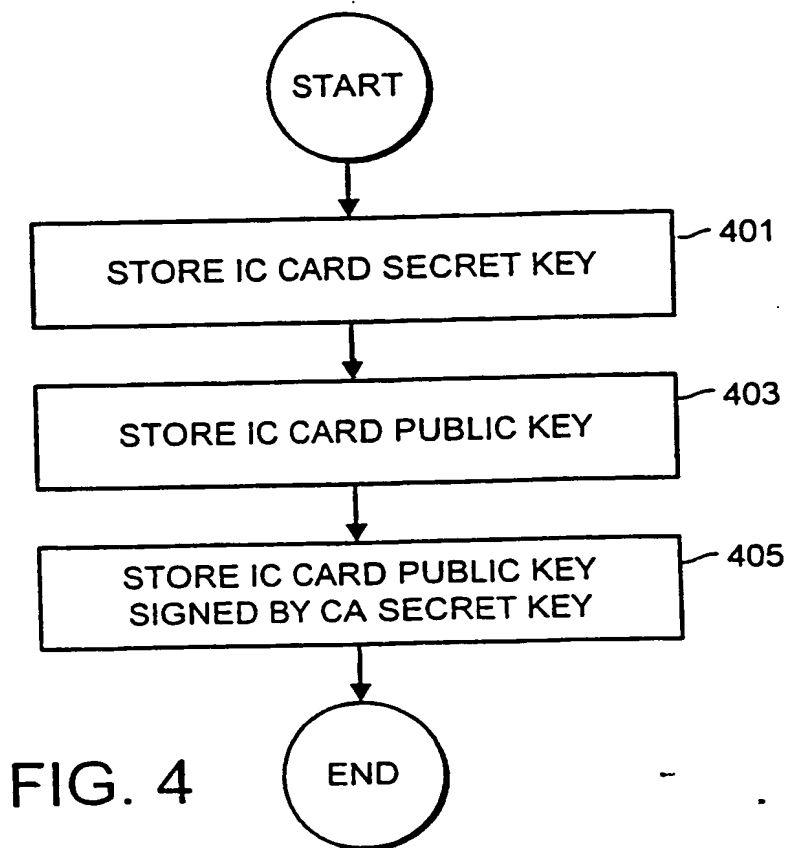 START
STORE IC CARD SECRET KEY
401
STORE IC CARD PUBLIC KEY
403
STORE IC CARD PUBLIC KEY
SIGNED BY CA SECRET KEY
405
END
FIG. 4